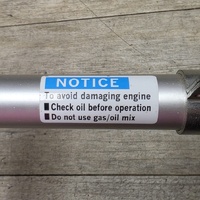 NOTICE
To avoid damaging engine
■ Check oil before operation
■ Do not use gas/oil mix